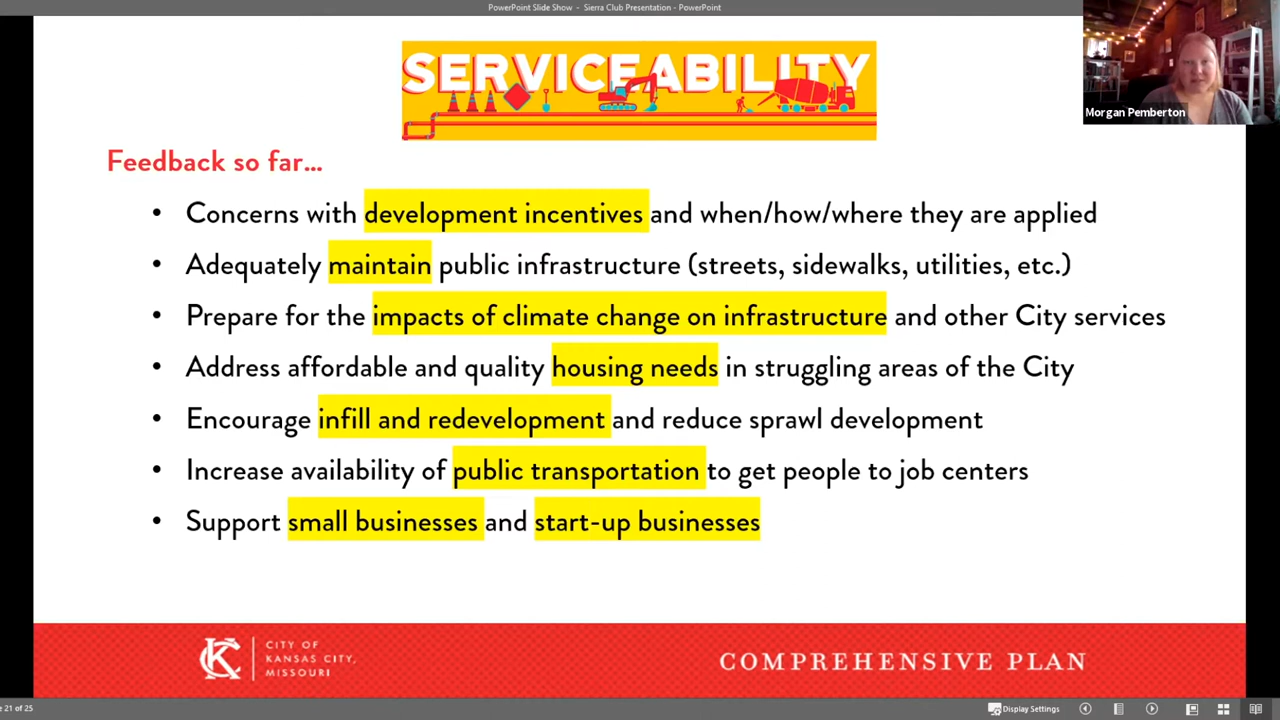 PowerPoint Slide Show - Sierra Club Presentation - PowerPoint
SERVICEABILITY
Morgan Pemberton
Feedback so far...
• Concerns with development incentives and when/how/where they are applied
• Adequately maintain public infrastructure (streets, sidewalks, utilities, etc.)
• Prepare for the impacts of climate change on infrastructure and other City services
• Address affordable and quality housing needs in struggling areas of the City
• Encourage infill and redevelopment and reduce sprawl development
• Increase availability of public transportation to get people to job centers
• Support small businesses and start-up businesses
KC
CITY OF
KANSAS CITY,
MISSOURI
COMPREHENSIVE PLAN
e 21 of 25
Display Settings